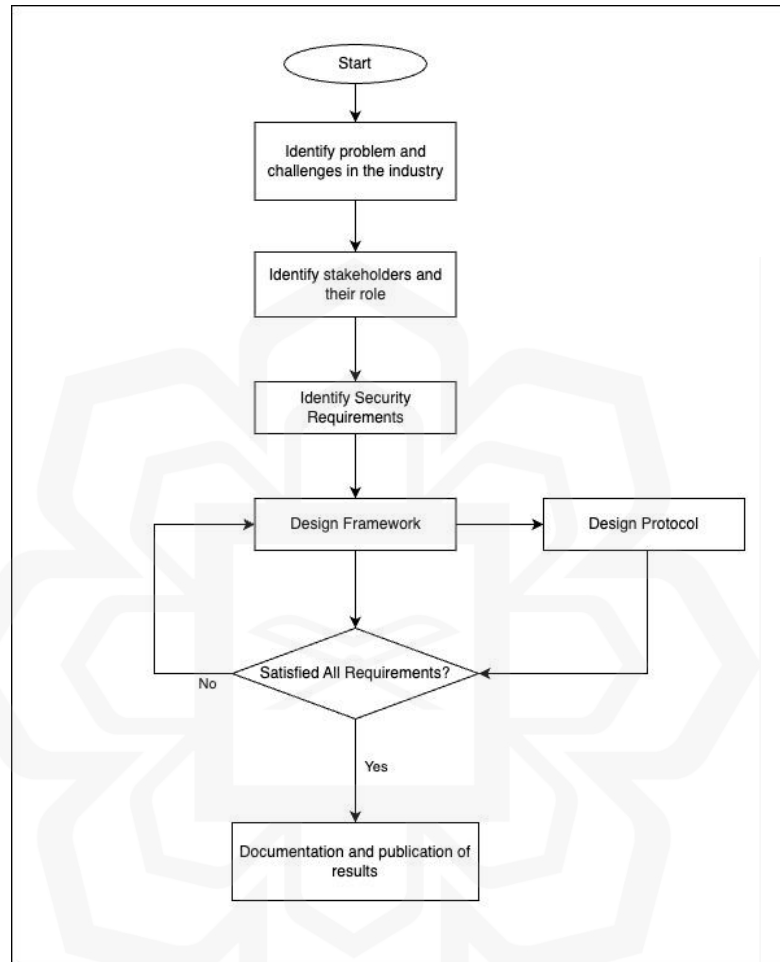 Start
Identify problem and
challenges in the industry
Identify stakeholders and
their role
Identify Security
Requirements
Design Framework
Design Protocol
Satisfied All Requirements?
No
Yes
Documentation and publication of
results